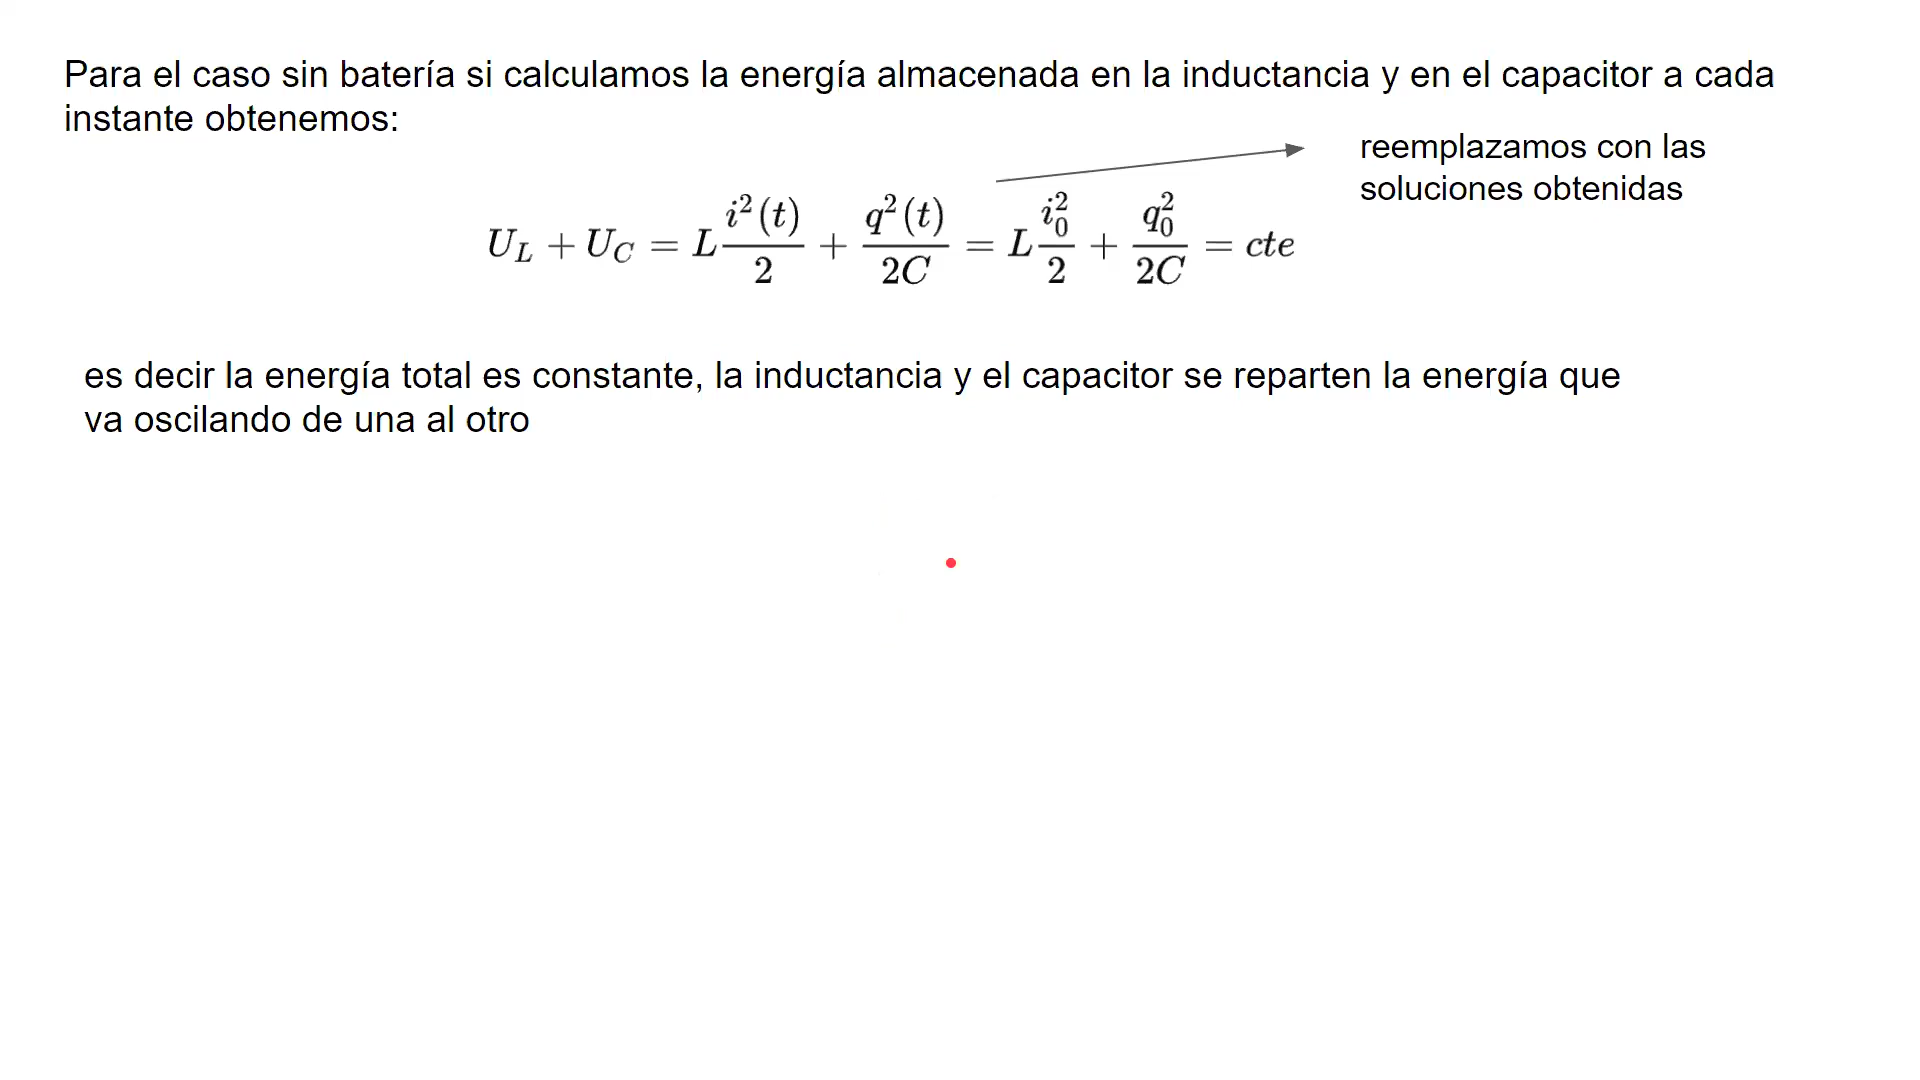 Para el caso sin batería si calculamos la energía almacenada en la inductancia y en el capacitor a cada
instante obtenemos:
reemplazamos con las
soluciones obtenidas
U_L + U_C = L i²(t)/2 + q²(t)/2C = L i₀²/2 + q₀²/2C = cte
es decir la energía total es constante, la inductancia y el capacitor se reparten la energía que
va oscilando de una al otro